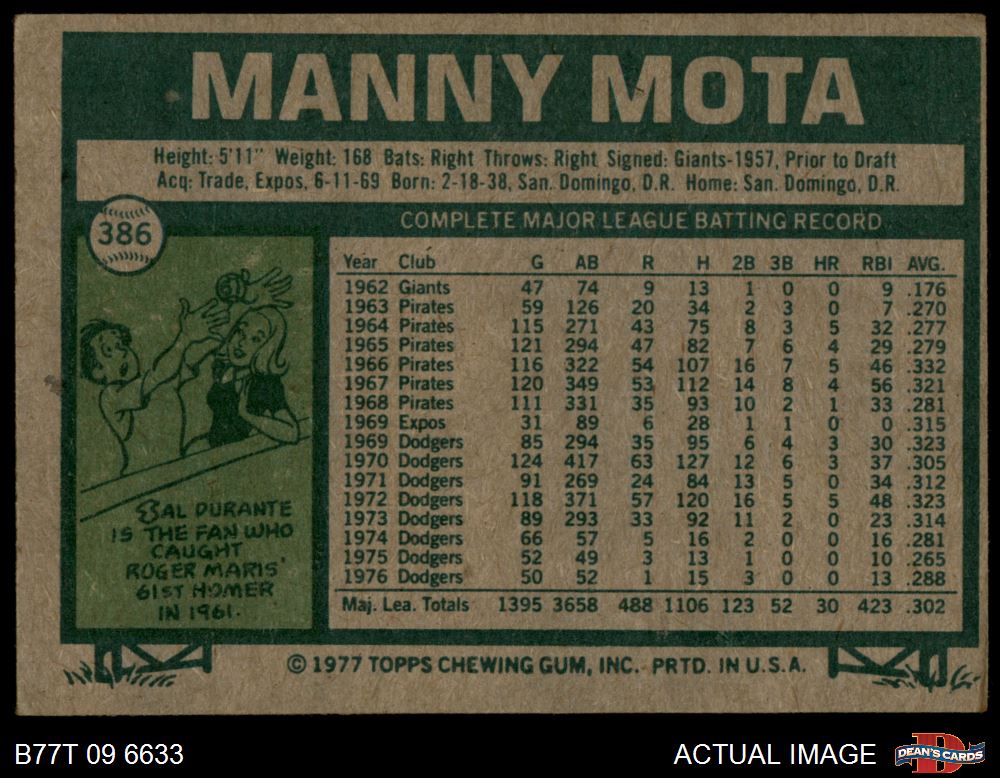 MANNY MOTA
Height: 5'11" Weight: 168 Bats: Right Throws: Right Signed: Giants-1957, Prior to Draft
Acq: Trade, Expos, 6-11-69 Born: 2-18-38, San. Domingo, D.R. Home: San. Domingo, D.R.
386
COMPLETE MAJOR LEAGUE BATTING RECORD
Year Club G AB R H 2B 3B HR RBI AVG.
1962 Giants 47 74 9 13 1 0 0 9 .176
1963 Pirates 59 126 20 34 2 3 0 7 .270
1964 Pirates 115 271 43 75 8 3 5 32 .277
1965 Pirates 121 294 47 82 7 6 4 29 .279
1966 Pirates 116 322 54 107 16 7 5 46 .332
1967 Pirates 120 349 53 112 14 8 4 56 .321
1968 Pirates 111 331 35 93 10 2 1 33 .281
1969 Expos 31 89 6 28 1 1 0 0 .315
1969 Dodgers 85 294 35 95 6 4 3 30 .323
1970 Dodgers 124 417 63 127 12 6 3 37 .305
1971 Dodgers 91 269 24 84 13 5 0 34 .312
1972 Dodgers 118 371 57 120 16 5 5 48 .323
1973 Dodgers 89 293 33 92 11 2 0 23 .314
1974 Dodgers 66 57 5 16 2 0 0 16 .281
1975 Dodgers 52 49 3 13 1 0 0 10 .265
1976 Dodgers 50 52 1 15 3 0 0 13 .288
Maj. Lea. Totals 1395 3658 488 1106 123 52 30 423 .302
SAL DURANTE
IS THE FAN WHO
CAUGHT
ROGER MARIS'
61ST HOMER
IN 1961.
© 1977 TOPPS CHEWING GUM, INC. PRTD. IN U.S.A.
B77T 09 6633
ACTUAL IMAGE
D
DEAN'S CARDS